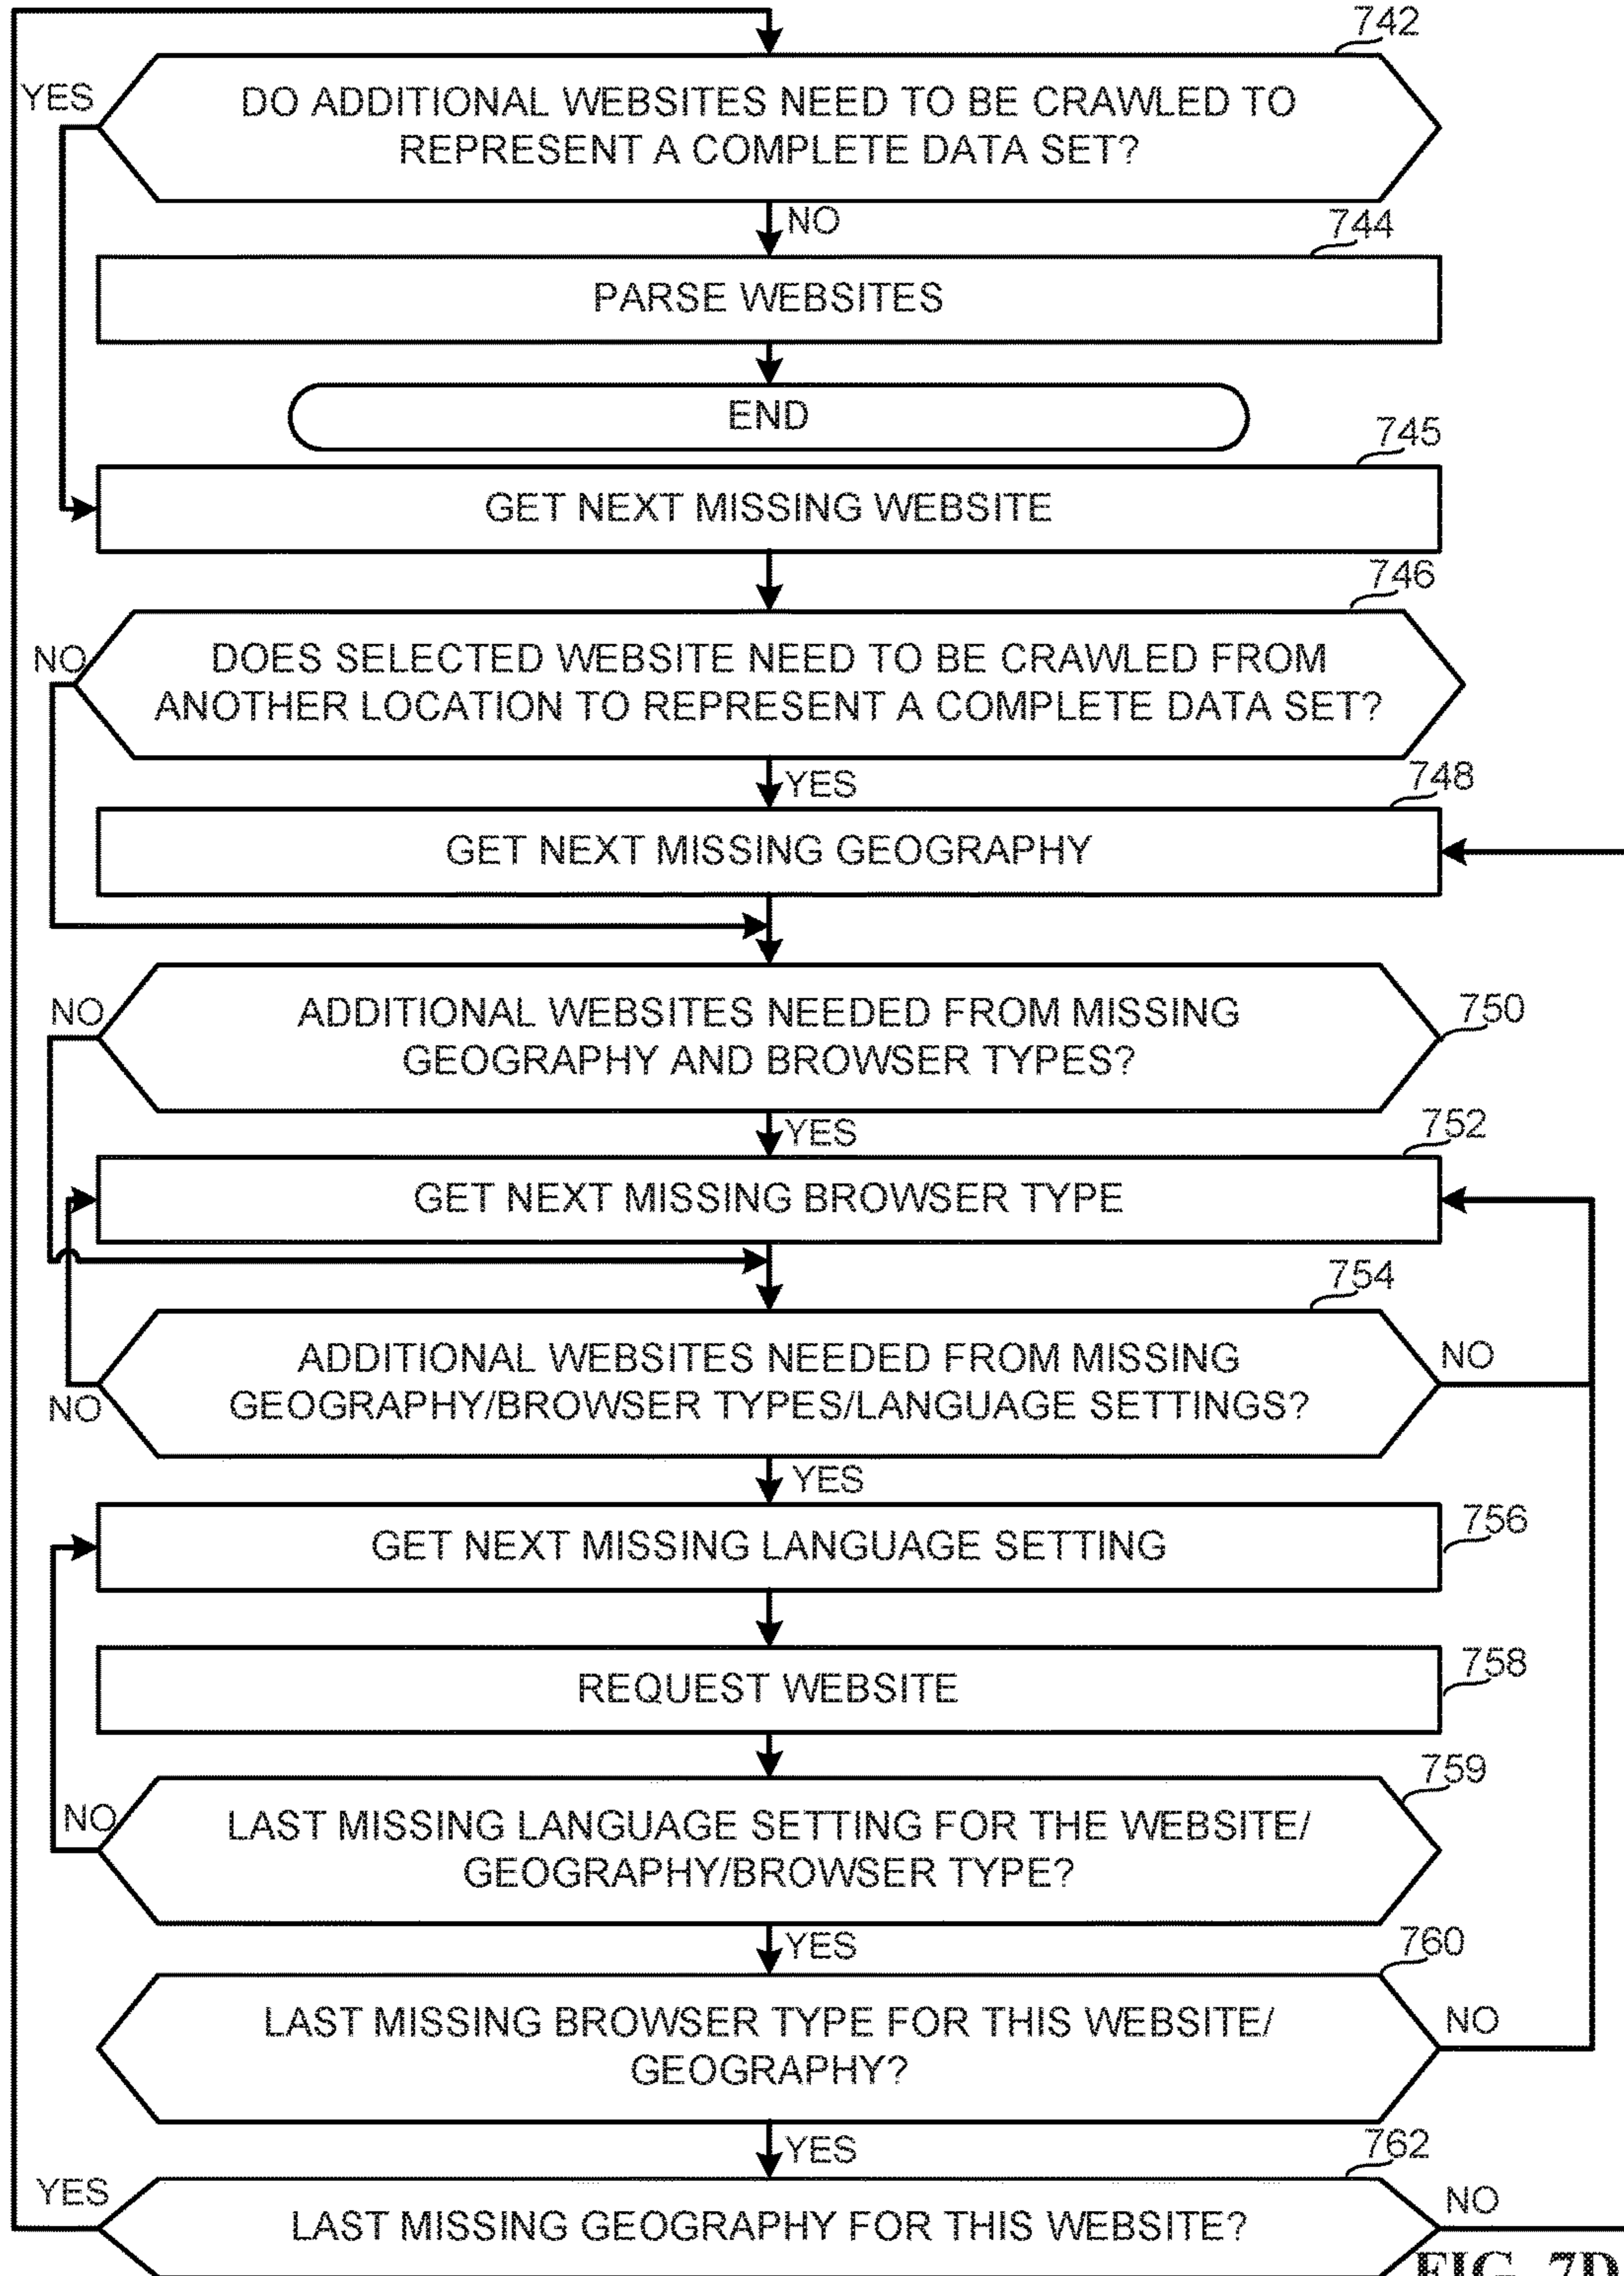 742
YES
DO ADDITIONAL WEBSITES NEED TO BE CRAWLED TO
REPRESENT A COMPLETE DATA SET?
NO
744
PARSE WEBSITES
END
745
GET NEXT MISSING WEBSITE
746
NO
DOES SELECTED WEBSITE NEED TO BE CRAWLED FROM
ANOTHER LOCATION TO REPRESENT A COMPLETE DATA SET?
YES
748
GET NEXT MISSING GEOGRAPHY
NO
ADDITIONAL WEBSITES NEEDED FROM MISSING
GEOGRAPHY AND BROWSER TYPES?
750
YES
752
GET NEXT MISSING BROWSER TYPE
754
ADDITIONAL WEBSITES NEEDED FROM MISSING
GEOGRAPHY/BROWSER TYPES/LANGUAGE SETTINGS?
NO
NO
YES
GET NEXT MISSING LANGUAGE SETTING
756
REQUEST WEBSITE
758
759
NO
LAST MISSING LANGUAGE SETTING FOR THE WEBSITE/
GEOGRAPHY/BROWSER TYPE?
YES
760
LAST MISSING BROWSER TYPE FOR THIS WEBSITE/
GEOGRAPHY?
NO
YES
762
YES
LAST MISSING GEOGRAPHY FOR THIS WEBSITE?
NO
FIG. 7D